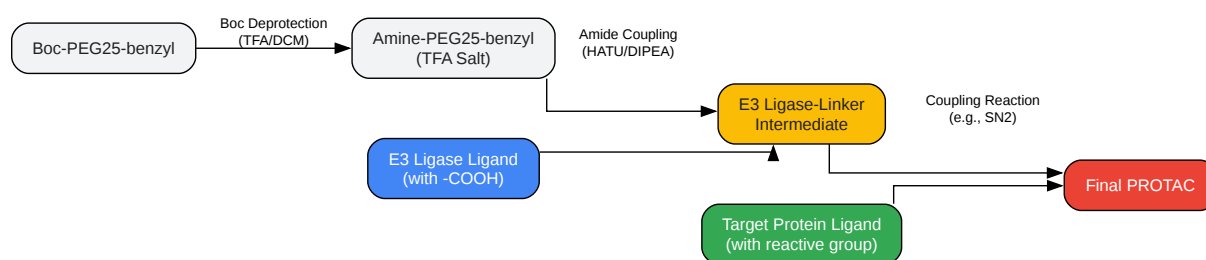 Boc-PEG25-benzyl
Boc Deprotection
(TFA/DCM)
Amine-PEG25-benzyl
(TFA Salt)
Amide Coupling
(HATU/DIPEA)
E3 Ligase Ligand
(with -COOH)
E3 Ligase-Linker
Intermediate
Coupling Reaction
(e.g., SN2)
Target Protein Ligand
(with reactive group)
Final PROTAC